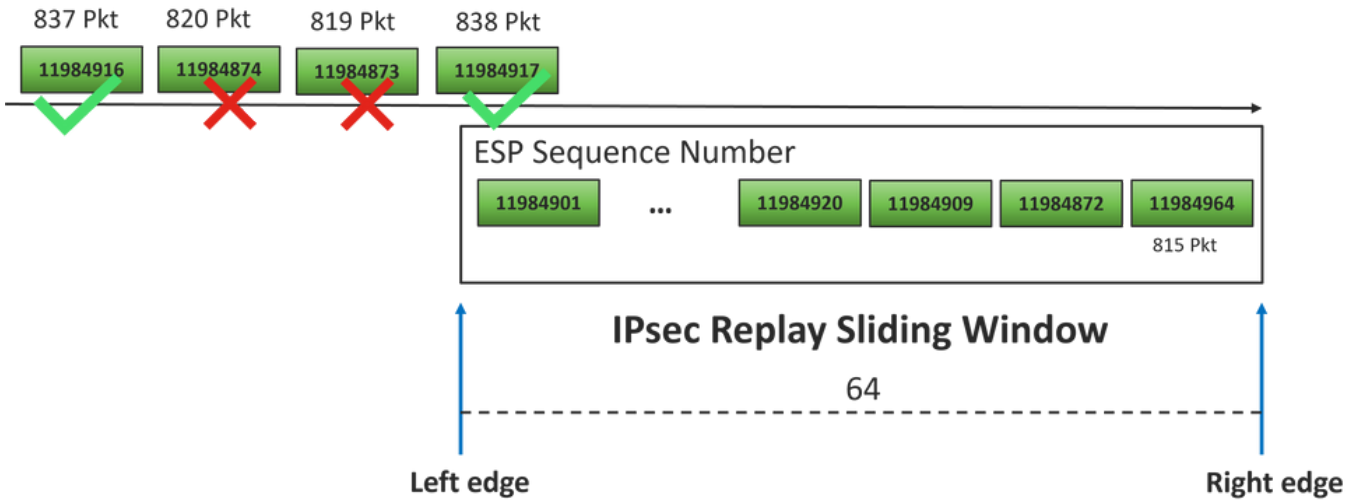 837 Pkt 820 Pkt 819 Pkt 838 Pkt
11984916 11984874 11984873 11984917
ESP Sequence Number
11984901 ... 11984920 11984909 11984872 11984964
815 Pkt
IPsec Replay Sliding Window
64
Left edge Right edge